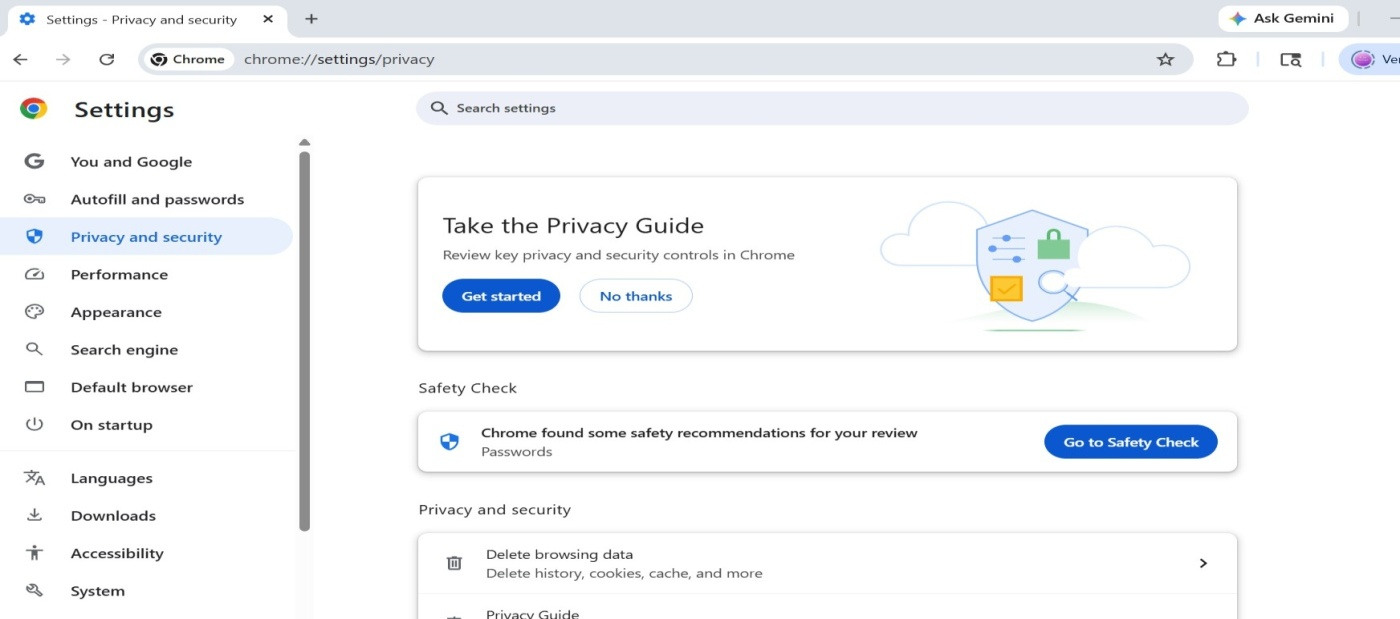 Settings - Privacy and security
Ask Gemini
Chrome
chrome://settings/privacy
Settings
Search settings
You and Google
Autofill and passwords
Privacy and security
Performance
Appearance
Search engine
Default browser
On startup
Languages
Downloads
Accessibility
System
Take the Privacy Guide
Review key privacy and security controls in Chrome
Get started
No thanks
Safety Check
Chrome found some safety recommendations for your review
Passwords
Go to Safety Check
Privacy and security
Delete browsing data
Delete history, cookies, cache, and more
Privacy Guide